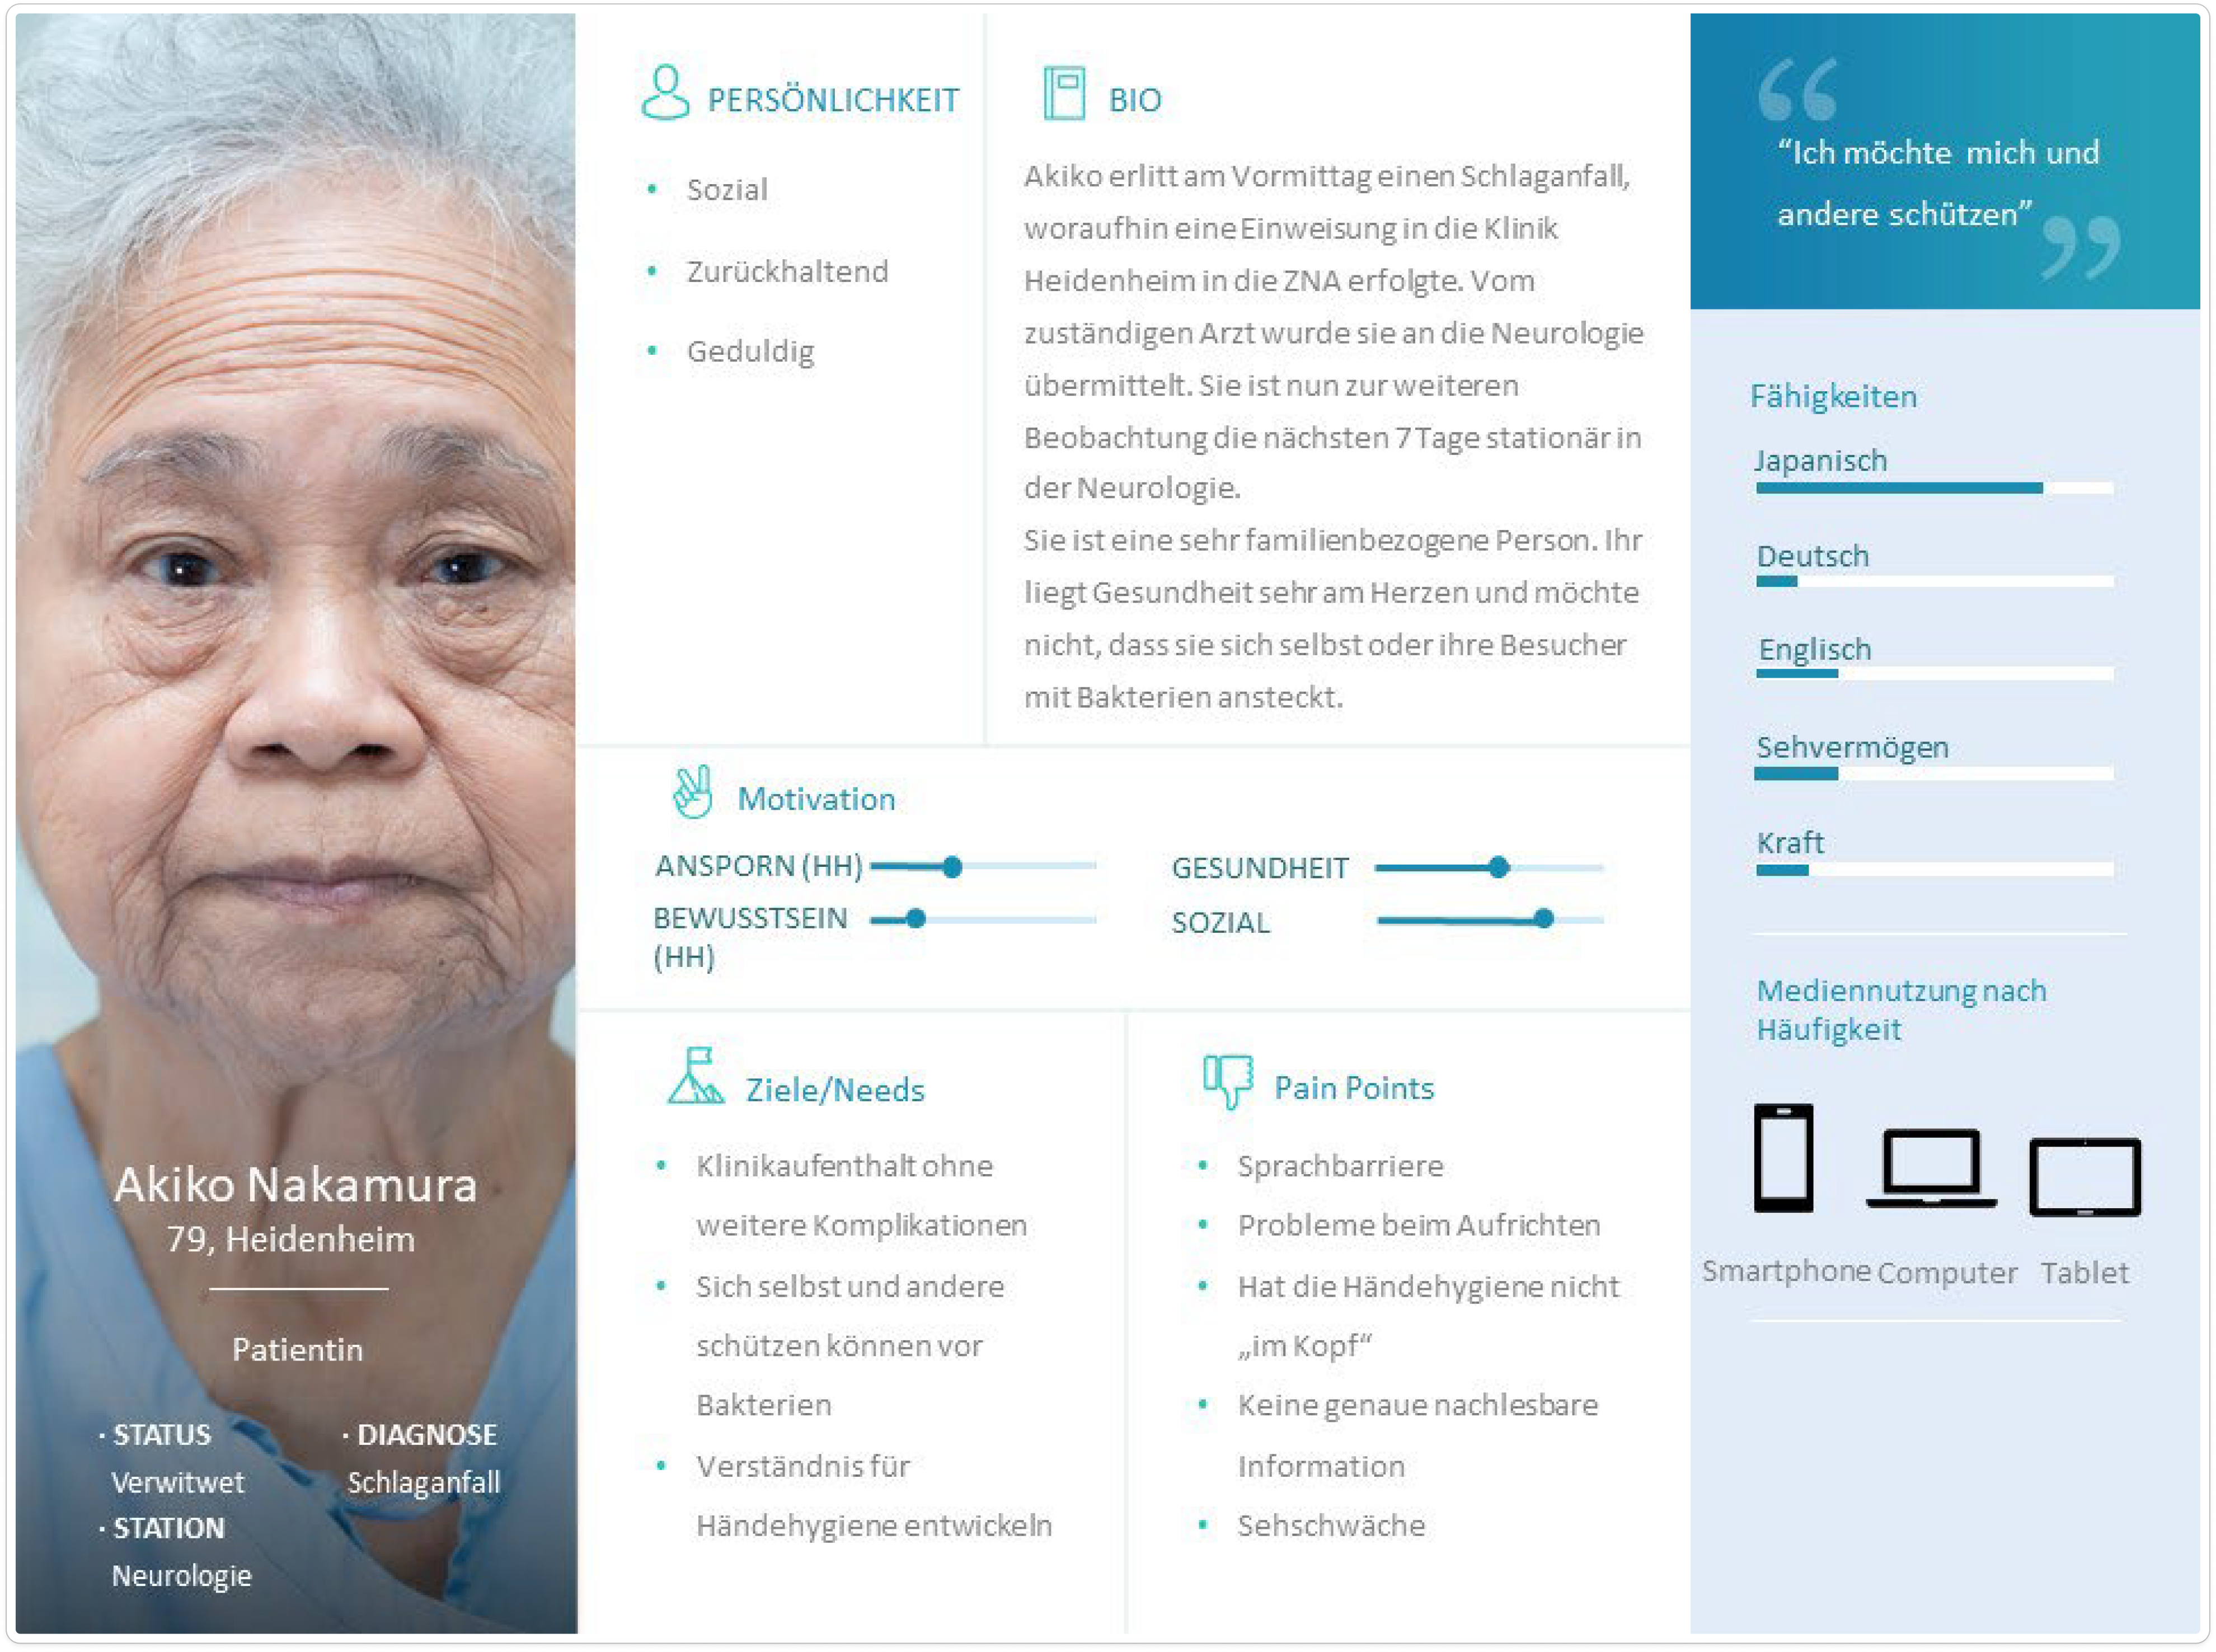 Akiko Nakamura
79, Heidenheim
Patientin
· STATUS
Verwitwet
· STATION
Neurologie
· DIAGNOSE
Schlaganfall
PERSÖNLICHKEIT
• Sozial
• Zurückhaltend
• Geduldig
BIO
Akiko erlitt am Vormittag einen Schlaganfall,
woraufhin eine Einweisung in die Klinik
Heidenheim in die ZNA erfolgte. Vom
zuständigen Arzt wurde sie an die Neurologie
übermittelt. Sie ist nun zur weiteren
Beobachtung die nächsten 7 Tage stationär in
der Neurologie.
Sie ist eine sehr familienbezogene Person. Ihr
liegt Gesundheit sehr am Herzen und möchte
nicht, dass sie sich selbst oder ihre Besucher
mit Bakterien ansteckt.
Motivation
ANSPORN (HH)
BEWUSSTSEIN
(HH)
GESUNDHEIT
SOZIAL
Ziele/Needs
• Klinikaufenthalt ohne
weitere Komplikationen
• Sich selbst und andere
schützen können vor
Bakterien
• Verständnis für
Händehygiene entwickeln
Pain Points
• Sprachbarriere
• Probleme beim Aufrichten
• Hat die Händehygiene nicht
„im Kopf“
• Keine genaue nachlesbare
Information
• Sehschwäche
“Ich möchte mich und
andere schützen”
Fähigkeiten
Japanisch
Deutsch
Englisch
Sehvermögen
Kraft
Mediennutzung nach
Häufigkeit
Smartphone Computer Tablet